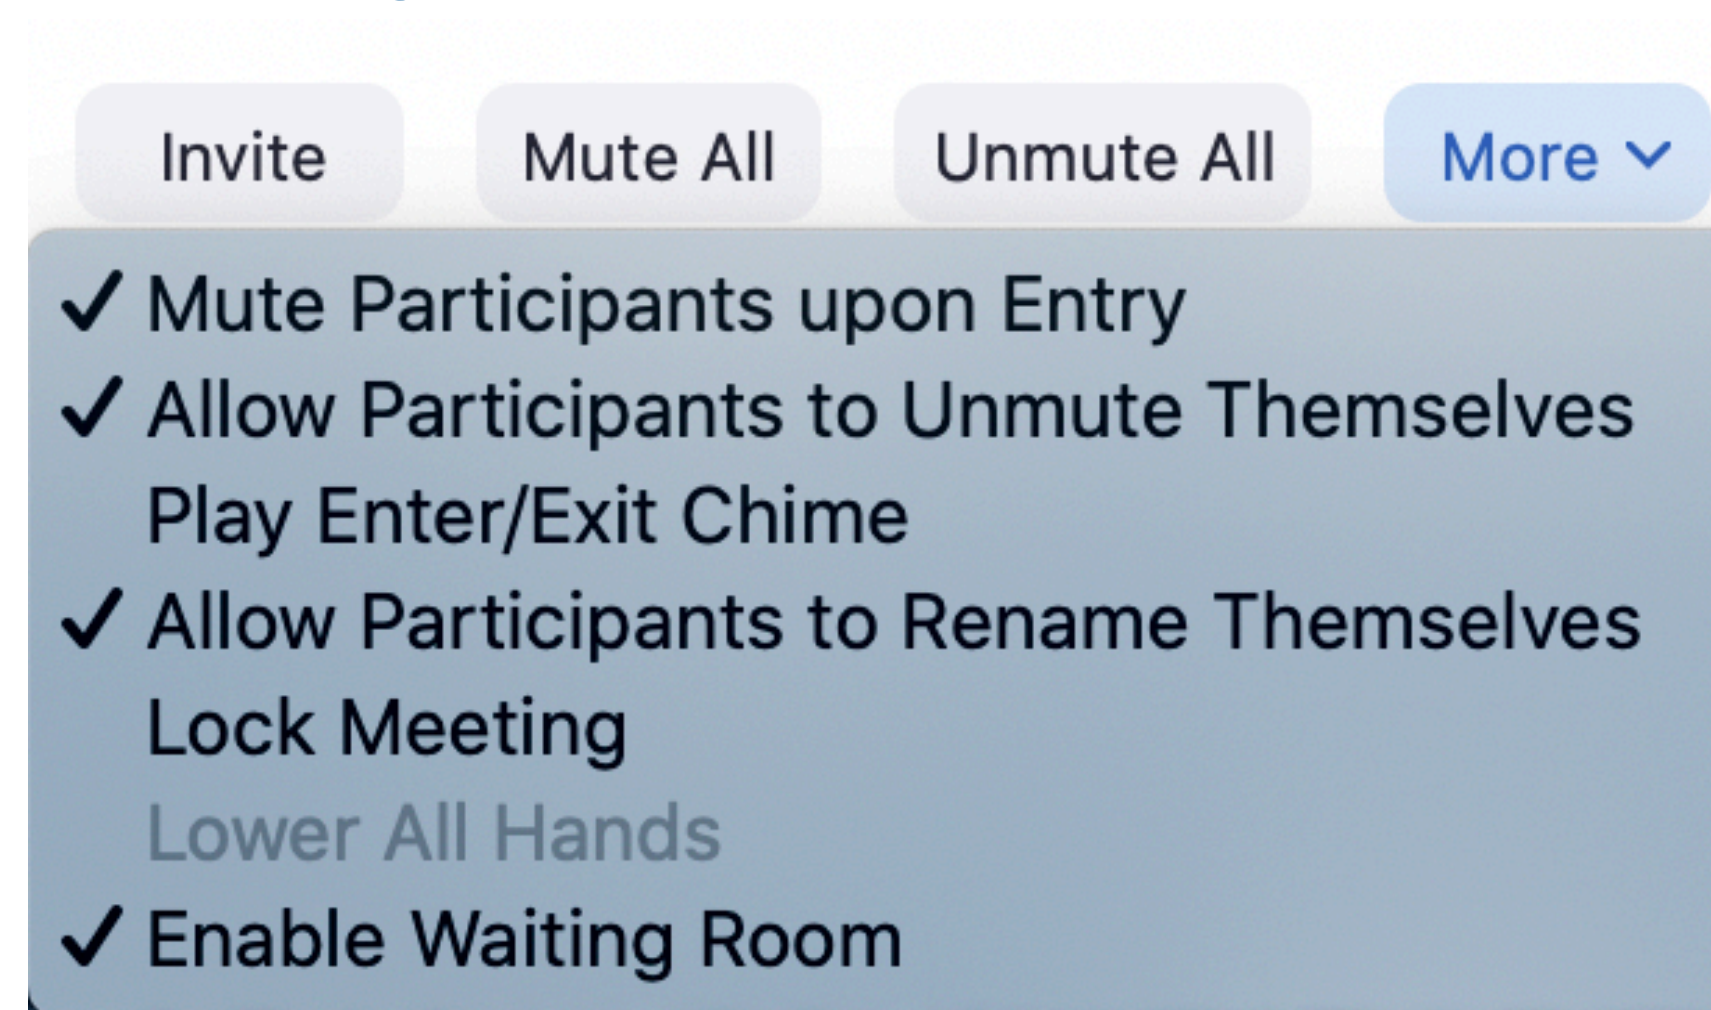 Invite Mute All Unmute All More
✓ Mute Participants upon Entry
✓ Allow Participants to Unmute Themselves
Play Enter/Exit Chime
✓ Allow Participants to Rename Themselves
Lock Meeting
Lower All Hands
✓ Enable Waiting Room